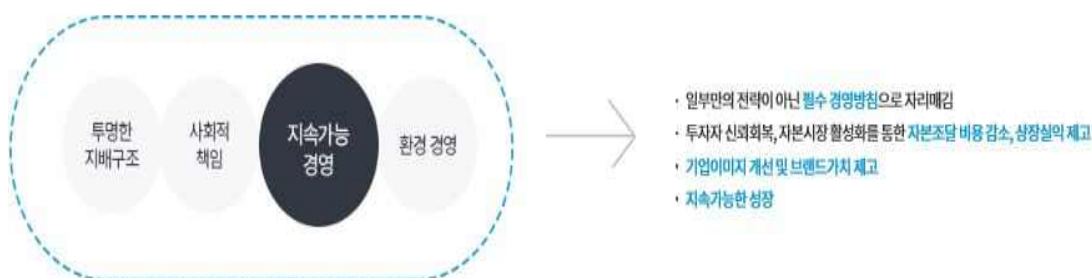 투명한
지배구조
사회적
책임
지속가능
경영
환경 경영
· 일부만의 전략이 아닌 필수 경영방침으로 자리매김
· 투자자 신뢰회복, 자본시장 활성화를 통한 자본조달 비용 감소, 상장실익 제고
· 기업이미지 개선 및 브랜드가치 제고
· 지속가능한 성장